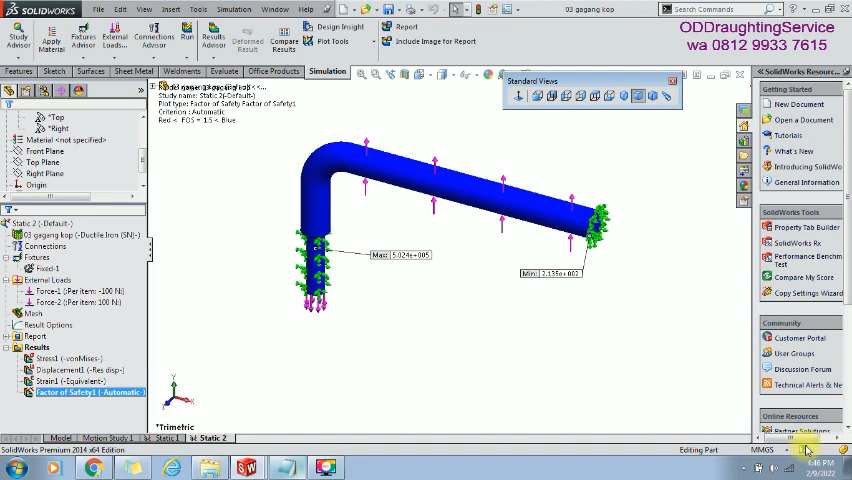 SOLIDWORKS
File Edit View Insert Tools Simulation Window Help
03 gagang kop
Search Commands
ODDraughtingService
wa 0812 9933 7615
Study Advisor
Apply Material
Fixtures Advisor
External Loads...
Connections Advisor
Run
Results Advisor
Deformed Result
Compare Results
Design Insight
Plot Tools
Report
Include Image for Report
Features Sketch Surfaces Sheet Metal Weldments Evaluate Office Products Simulation
Standard Views
SolidWorks Resourc...
Study name: Static 2(-Default-)
Plot type: Factor of Safety Factor of Safety1
Criterion : Automatic
Red < FOS = 1.5 < Blue
*Top
*Right
Material <not specified>
Front Plane
Top Plane
Right Plane
Origin
Static 2 (-Default-)
03 gagang kop (-Ductile Iron (SN)-)
Connections
Fixtures
Fixed-1
External Loads
Force-1 (:Per item: -100 N:)
Force-2 (:Per item: 100 N:)
Mesh
Result Options
Report
Results
Stress1 (-vonMises-)
Displacement1 (-Res disp-)
Strain1 (-Equivalent-)
Factor of Safety1 (-Automatic-)
Max: 5.024e+005
Min: 2.135e+002
Y
X
Z
*Trimetric
Getting Started
New Document
Open a Document
Tutorials
What's New
Introducing SolidWo
General Information
SolidWorks Tools
Property Tab Builder
SolidWorks Rx
Performance Benchm
Test
Compare My Score
Copy Settings Wizard
Community
Customer Portal
User Groups
Discussion Forum
Technical Alerts & Ne
Online Resources
Partner Solutions
Model Motion Study 1 Static 1 Static 2
SolidWorks Premium 2014 x64 Edition
Editing Part
MMGS
4:46 PM
2/9/2022